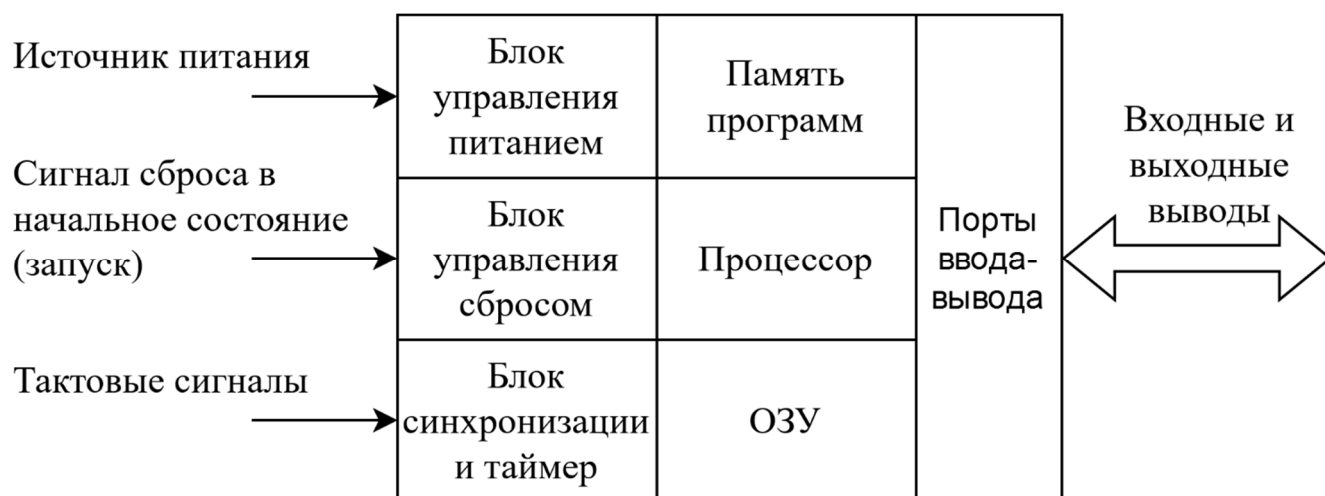 Источник питания
Сигнал сброса в
начальное состояние
(запуск)
Тактовые сигналы
Блок
управления
питанием
Память
программ
Блок
управления
сбросом
Процессор
Блок
синхронизации
и таймер
ОЗУ
Порты
ввода-
вывода
Входные и
выходные
выводы